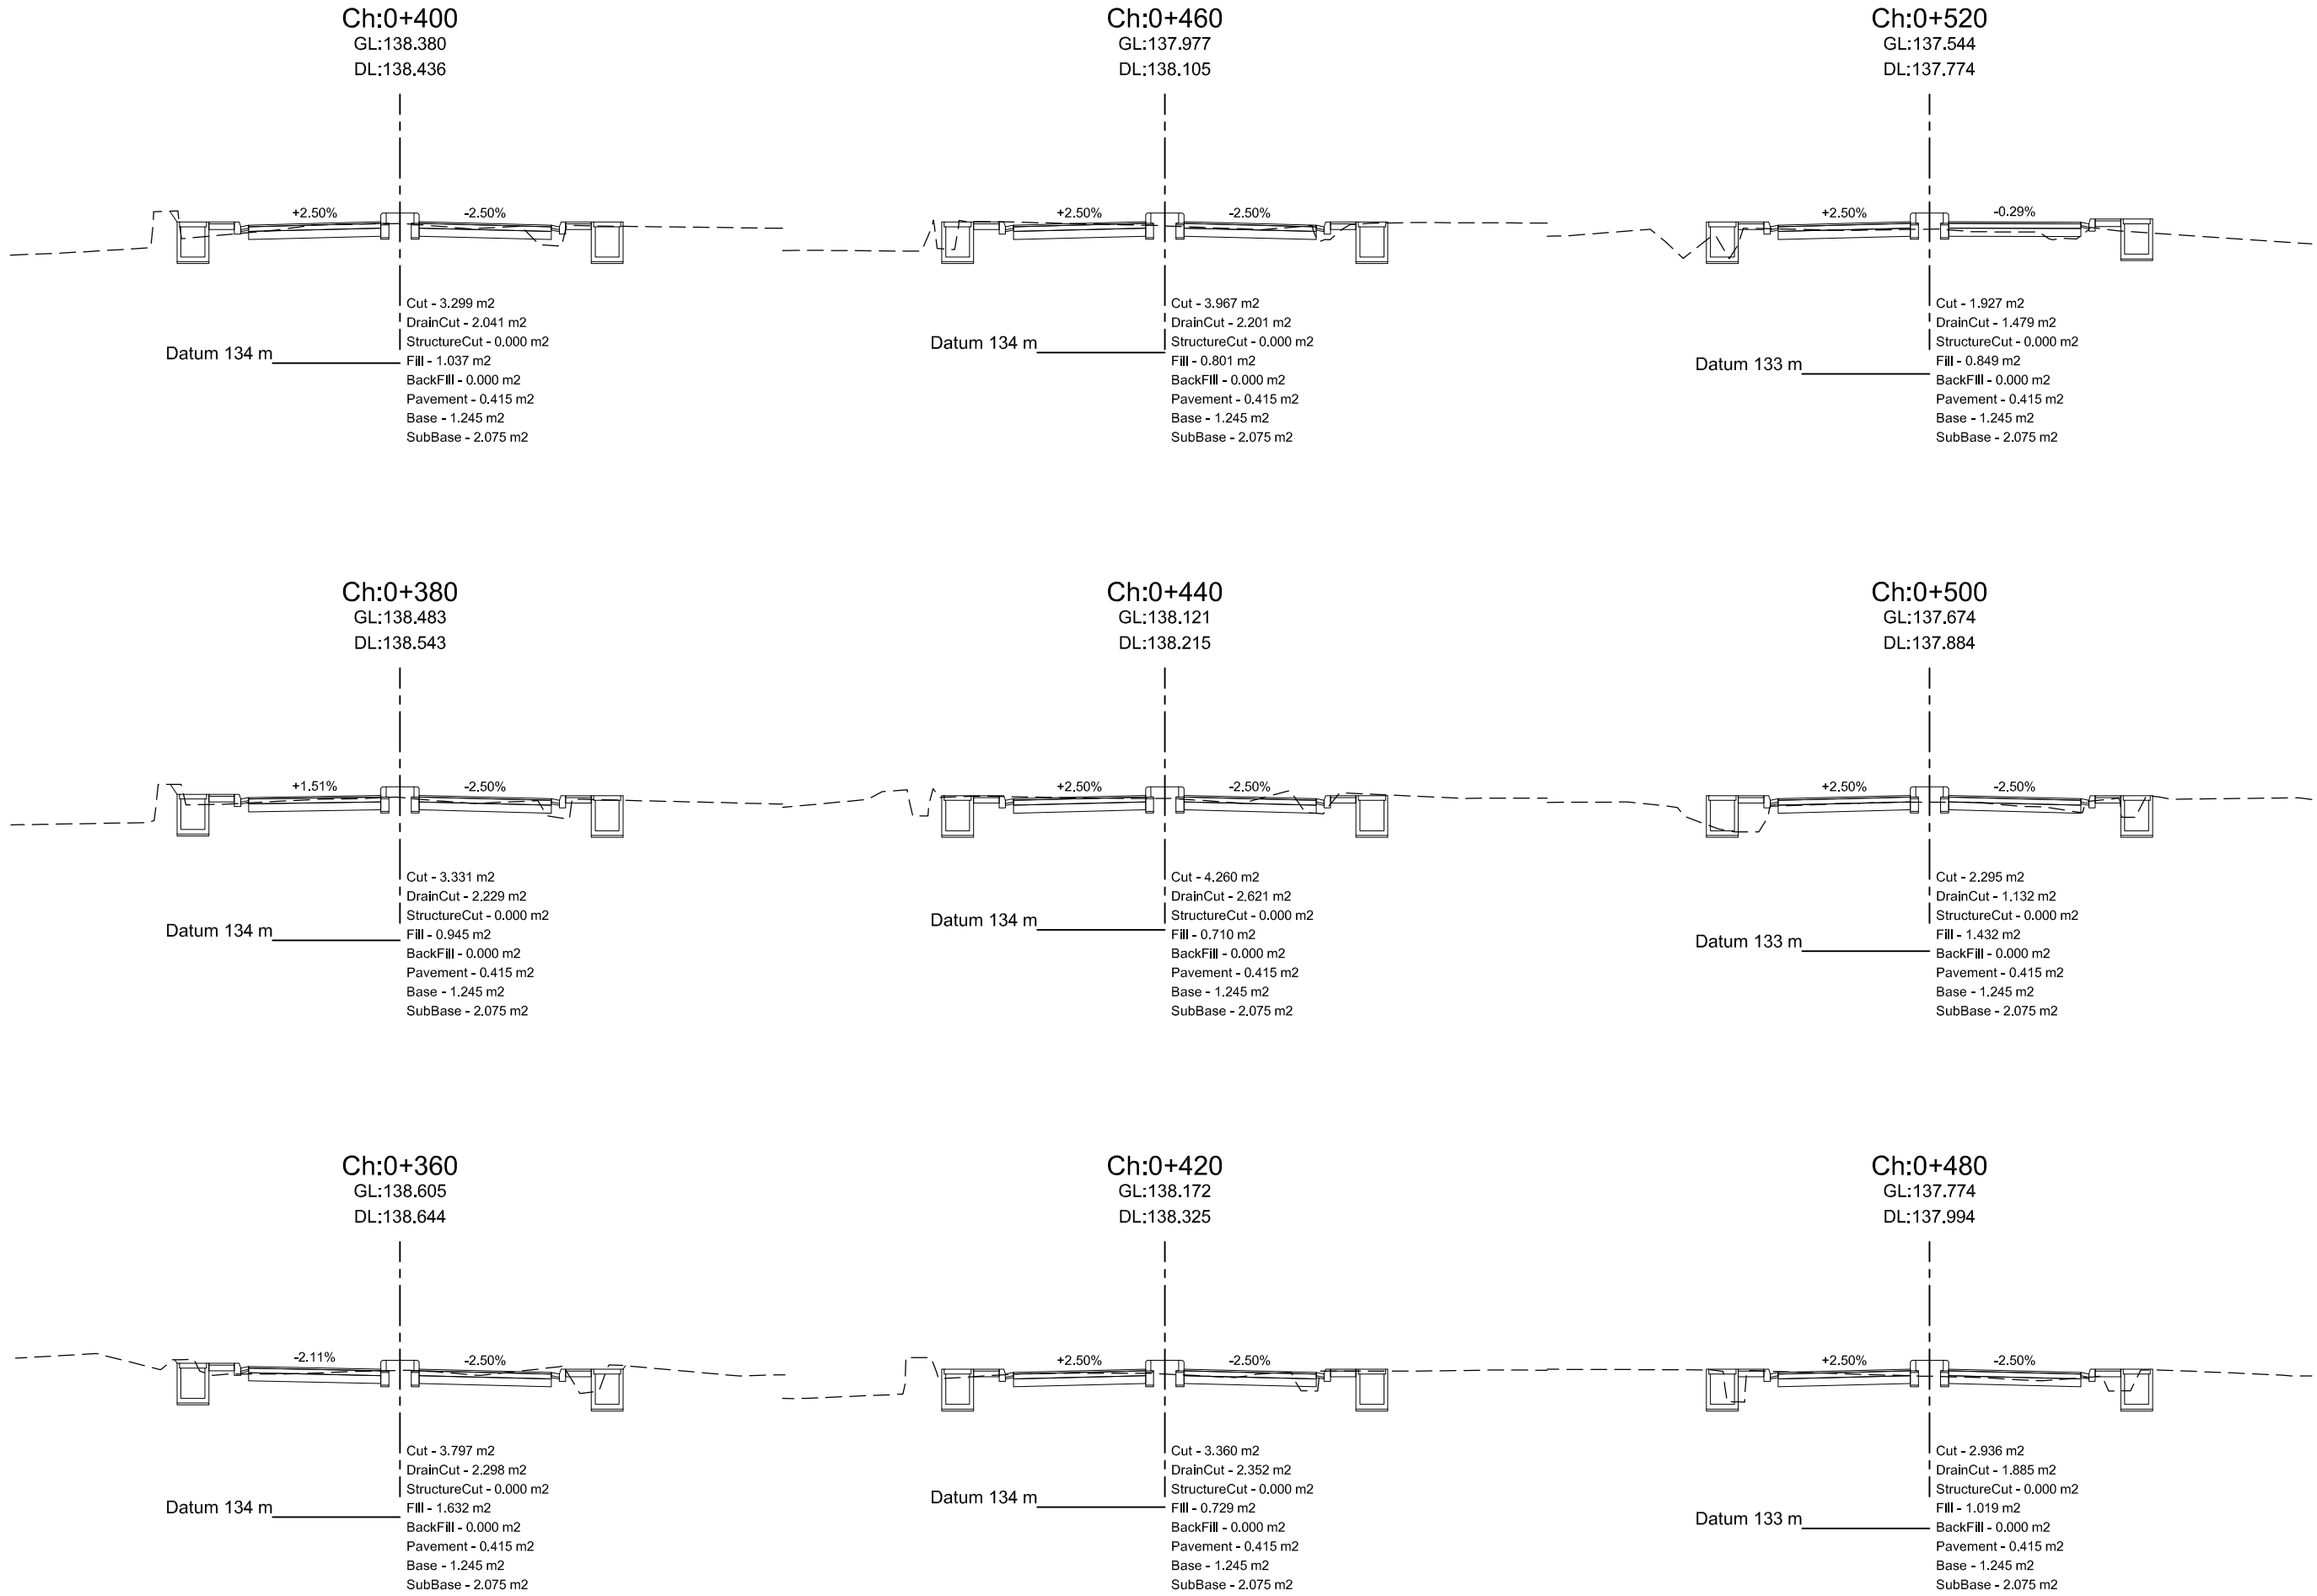 Ch:0+400
GL:138.380
DL:138.436
+2.50%
-2.50%
Cut - 3.299 m2
DrainCut - 2.041 m2
StructureCut - 0.000 m2
Datum 134 m
Fill - 1.037 m2
BackFill - 0.000 m2
Pavement - 0.415 m2
Base - 1.245 m2
SubBase - 2.075 m2
Ch:0+460
GL:137.977
DL:138.105
+2.50%
-2.50%
Cut - 3.967 m2
DrainCut - 2.201 m2
StructureCut - 0.000 m2
Datum 134 m
Fill - 0.801 m2
BackFill - 0.000 m2
Pavement - 0.415 m2
Base - 1.245 m2
SubBase - 2.075 m2
Ch:0+520
GL:137.544
DL:137.774
+2.50%
-0.29%
Cut - 1.927 m2
DrainCut - 1.479 m2
StructureCut - 0.000 m2
Datum 133 m
Fill - 0.849 m2
BackFill - 0.000 m2
Pavement - 0.415 m2
Base - 1.245 m2
SubBase - 2.075 m2
Ch:0+380
GL:138.483
DL:138.543
+1.51%
-2.50%
Cut - 3.331 m2
DrainCut - 2.229 m2
StructureCut - 0.000 m2
Datum 134 m
Fill - 0.945 m2
BackFill - 0.000 m2
Pavement - 0.415 m2
Base - 1.245 m2
SubBase - 2.075 m2
Ch:0+440
GL:138.121
DL:138.215
+2.50%
-2.50%
Cut - 4.260 m2
DrainCut - 2.621 m2
StructureCut - 0.000 m2
Datum 134 m
Fill - 0.710 m2
BackFill - 0.000 m2
Pavement - 0.415 m2
Base - 1.245 m2
SubBase - 2.075 m2
Ch:0+500
GL:137.674
DL:137.884
+2.50%
-2.50%
Cut - 2.295 m2
DrainCut - 1.132 m2
StructureCut - 0.000 m2
Datum 133 m
Fill - 1.432 m2
BackFill - 0.000 m2
Pavement - 0.415 m2
Base - 1.245 m2
SubBase - 2.075 m2
Ch:0+360
GL:138.605
DL:138.644
-2.11%
-2.50%
Cut - 3.797 m2
DrainCut - 2.298 m2
StructureCut - 0.000 m2
Datum 134 m
Fill - 1.632 m2
BackFill - 0.000 m2
Pavement - 0.415 m2
Base - 1.245 m2
SubBase - 2.075 m2
Ch:0+420
GL:138.172
DL:138.325
+2.50%
-2.50%
Cut - 3.360 m2
DrainCut - 2.352 m2
StructureCut - 0.000 m2
Datum 134 m
Fill - 0.729 m2
BackFill - 0.000 m2
Pavement - 0.415 m2
Base - 1.245 m2
SubBase - 2.075 m2
Ch:0+480
GL:137.774
DL:137.994
+2.50%
-2.50%
Cut - 2.936 m2
DrainCut - 1.885 m2
StructureCut - 0.000 m2
Datum 133 m
Fill - 1.019 m2
BackFill - 0.000 m2
Pavement - 0.415 m2
Base - 1.245 m2
SubBase - 2.075 m2